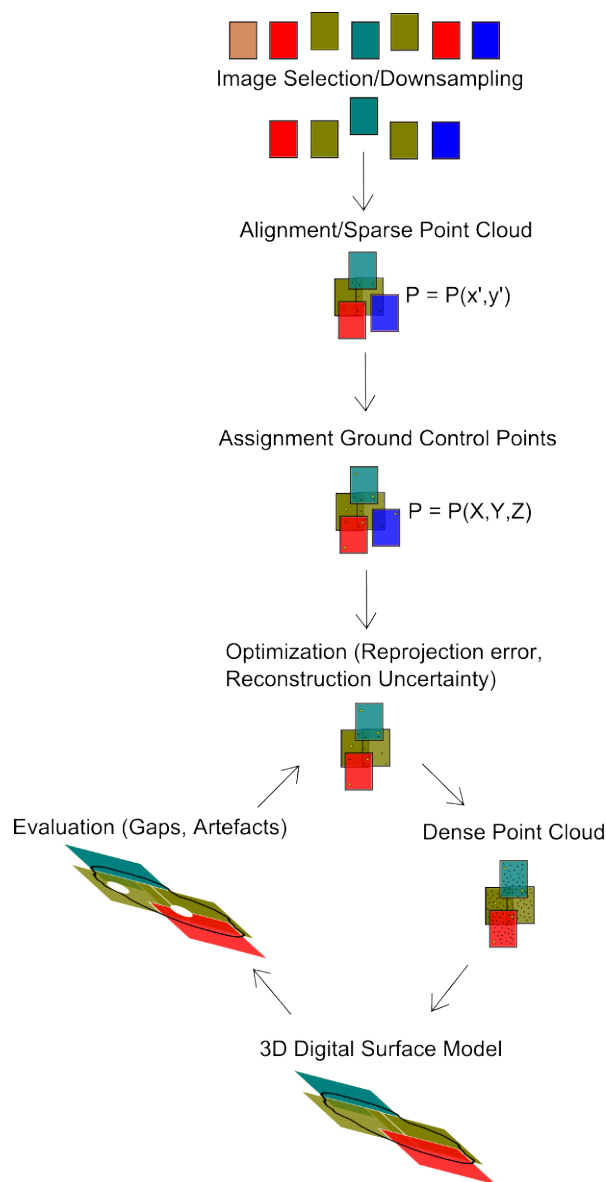 Image Selection/Downsampling
Alignment/Sparse Point Cloud
P = P(x',y')
Assignment Ground Control Points
P = P(X,Y,Z)
Optimization (Reprojection error,
Reconstruction Uncertainty)
Evaluation (Gaps, Artefacts)
Dense Point Cloud
3D Digital Surface Model